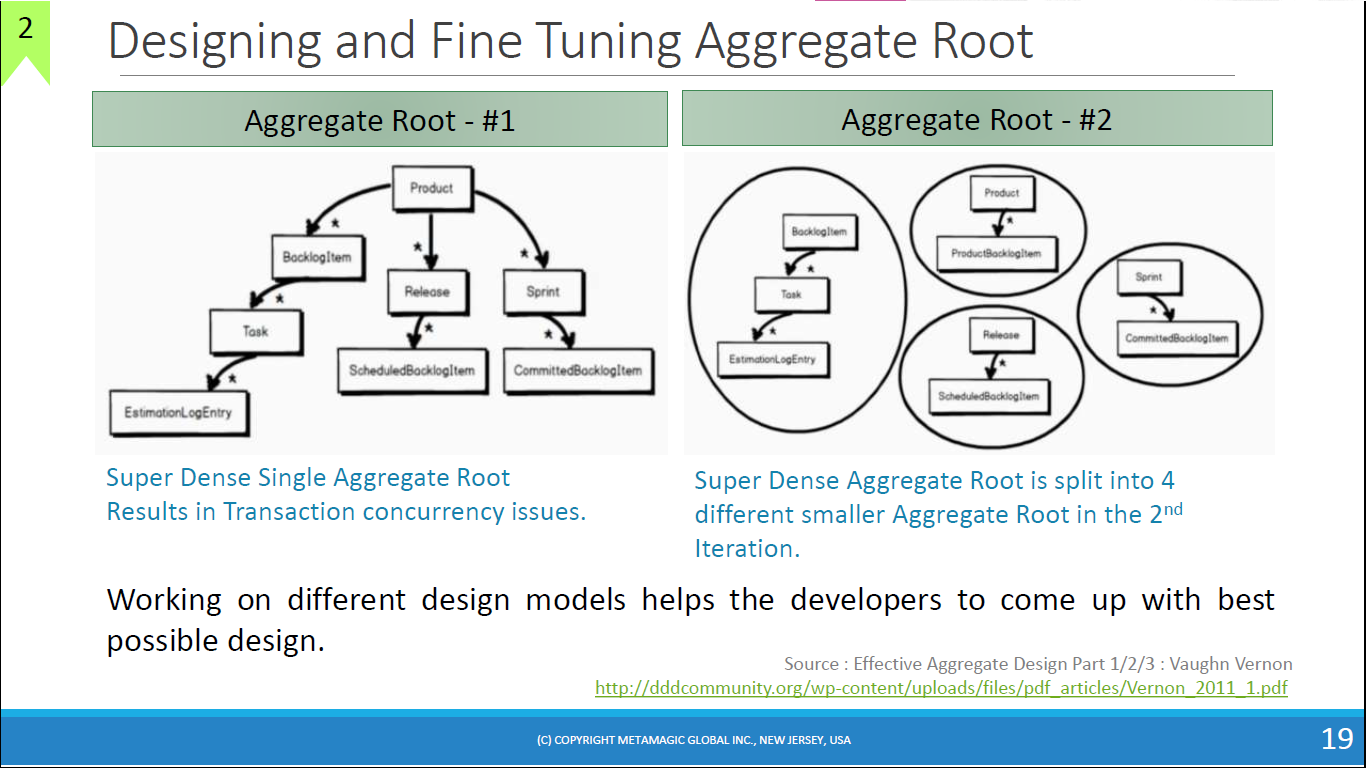 2
Designing and Fine Tuning Aggregate Root
Aggregate Root - #1
Product
*
BacklogItem
*
*
Release
Sprint
*
Task
*
*
*
ScheduledBacklogItem
CommittedBacklogItem
EstimationLogEntry
Super Dense Single Aggregate Root
Results in Transaction concurrency issues.
Aggregate Root - #2
BacklogItem
*
Task
*
EstimationLogEntry
Product
*
ProductBacklogItem
Sprint
*
CommittedBacklogItem
Release
*
ScheduledBacklogItem
Super Dense Aggregate Root is split into 4
different smaller Aggregate Root in the 2nd
Iteration.
Working on different design models helps the developers to come up with best
possible design.
Source : Effective Aggregate Design Part 1/2/3 : Vaughn Vernon
http://dddcommunity.org/wp-content/uploads/files/pdf_articles/Vernon_2011_1.pdf
(C) COPYRIGHT METAMAGIC GLOBAL INC., NEW JERSEY, USA
19